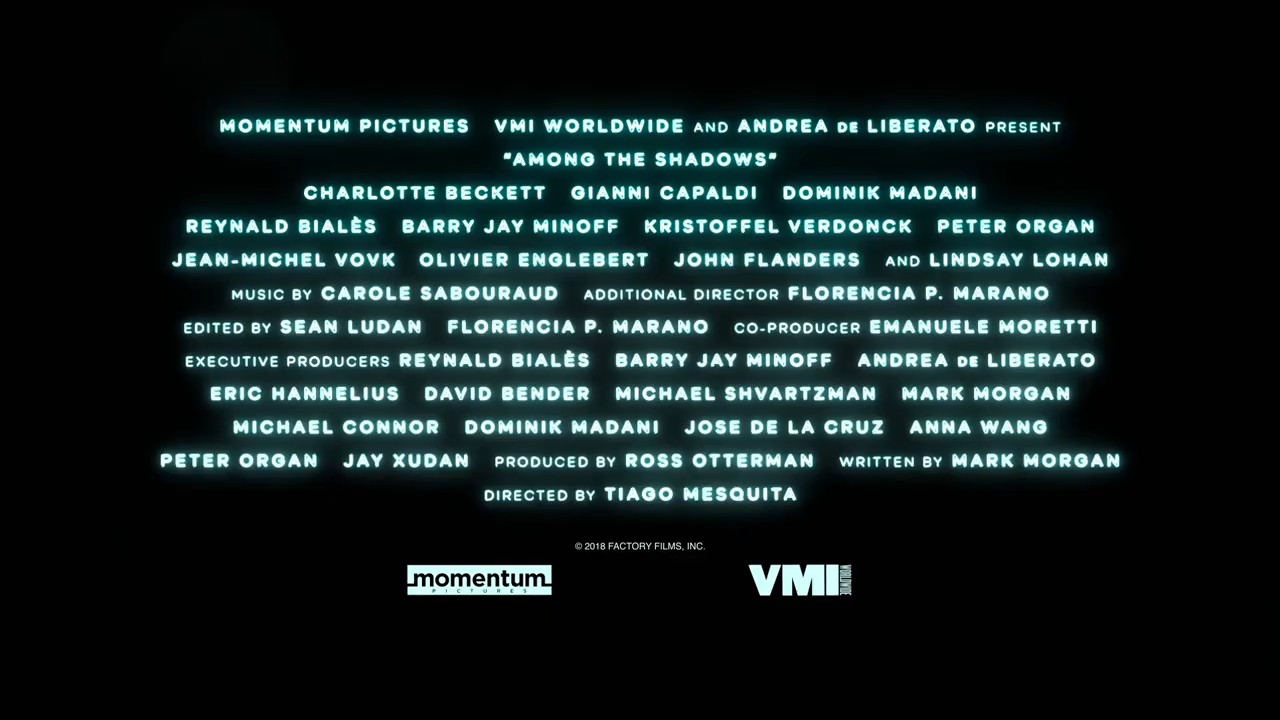 MOMENTUM PICTURES VMI WORLDWIDE AND ANDREA DE LIBERATO PRESENT
"AMONG THE SHADOWS"
CHARLOTTE BECKETT GIANNI CAPALDI DOMINIK MADANI
REYNALD BIALÈS BARRY JAY MINOFF KRISTOFFEL VERDONCK PETER ORGAN
JEAN-MICHEL VOVK OLIVIER ENGLEBERT JOHN FLANDERS AND LINDSAY LOHAN
MUSIC BY CAROLE SABOURAUD ADDITIONAL DIRECTOR FLORENCIA P. MARANO
EDITED BY SEAN LUDAN FLORENCIA P. MARANO CO-PRODUCER EMANUELE MORETTI
EXECUTIVE PRODUCERS REYNALD BIALÈS BARRY JAY MINOFF ANDREA DE LIBERATO
ERIC HANNELIUS DAVID BENDER MICHAEL SHVARTZMAN MARK MORGAN
MICHAEL CONNOR DOMINIK MADANI JOSE DE LA CRUZ ANNA WANG
PETER ORGAN JAY XUDAN PRODUCED BY ROSS OTTERMAN WRITTEN BY MARK MORGAN
DIRECTED BY TIAGO MESQUITA
© 2018 FACTORY FILMS, INC.
momentum
PICTURES
VMI WORLDWIDE